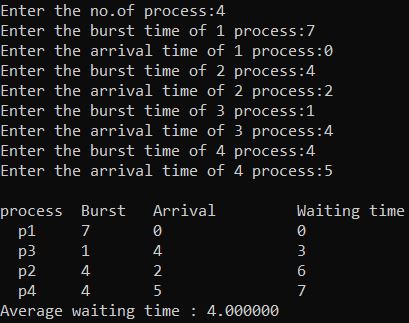 Enter the no.of process:4
Enter the burst time of 1 process:7
Enter the arrival time of 1 process:0
Enter the burst time of 2 process:4
Enter the arrival time of 2 process:2
Enter the burst time of 3 process:1
Enter the arrival time of 3 process:4
Enter the burst time of 4 process:4
Enter the arrival time of 4 process:5
process Burst Arrival Waiting time
p1 7 0 0
p3 1 4 3
p2 4 2 6
p4 4 5 7
Average waiting time : 4.000000